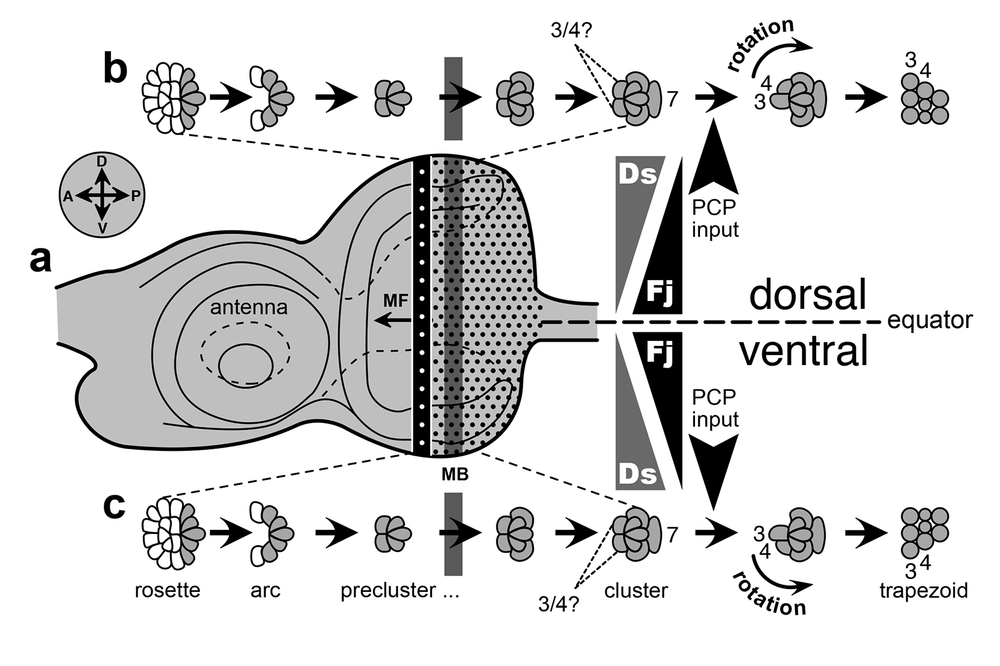 3/4?
b
rotation
3
4
4
3
7
D
A
P
V
Ds
PCP
input
a
MF
antenna
Fj
dorsal
equator
Fj
ventral
PCP
input
Ds
MB
c
7
3
4
3
4
rosette
arc
precluster ...
3/4?
cluster
rotation
trapezoid